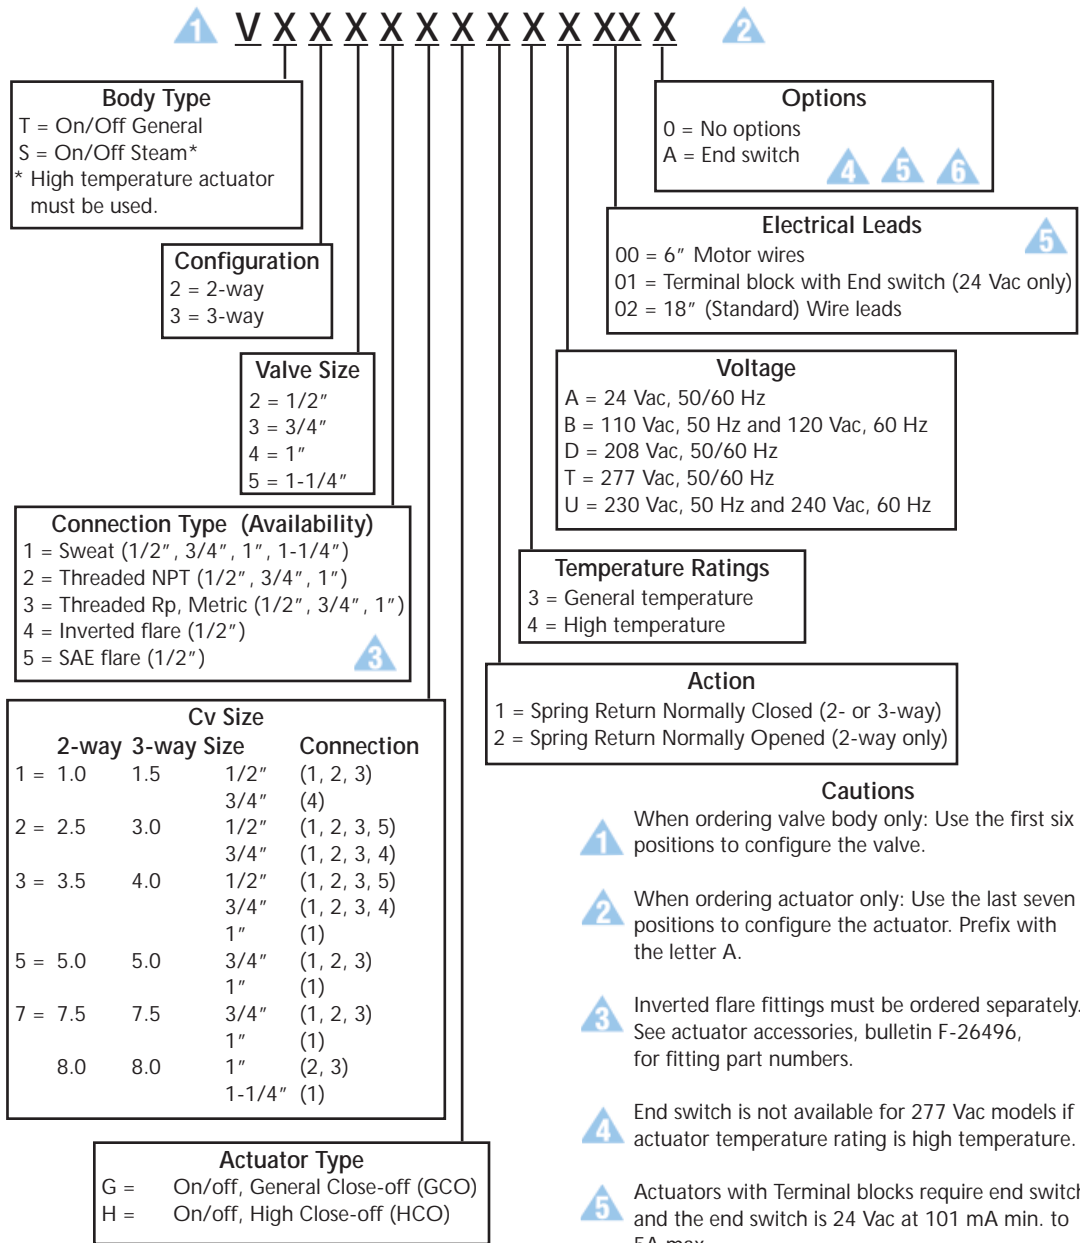 1 V X X X X X X X X XX X 2
Body Type
T = On/Off General
S = On/Off Steam*
* High temperature actuator
must be used.
Options
0 = No options
A = End switch
4 5 6
Configuration
2 = 2-way
3 = 3-way
Electrical Leads
5
00 = 6" Motor wires
01 = Terminal block with End switch (24 Vac only)
02 = 18" (Standard) Wire leads
Valve Size
2 = 1/2"
3 = 3/4"
4 = 1"
5 = 1-1/4"
Voltage
A = 24 Vac, 50/60 Hz
B = 110 Vac, 50 Hz and 120 Vac, 60 Hz
D = 208 Vac, 50/60 Hz
T = 277 Vac, 50/60 Hz
U = 230 Vac, 50 Hz and 240 Vac, 60 Hz
Connection Type (Availability)
1 = Sweat (1/2", 3/4", 1", 1-1/4")
2 = Threaded NPT (1/2", 3/4", 1")
3 = Threaded Rp, Metric (1/2", 3/4", 1")
4 = Inverted flare (1/2")
5 = SAE flare (1/2")
3
Temperature Ratings
3 = General temperature
4 = High temperature
Action
1 = Spring Return Normally Closed (2- or 3-way)
2 = Spring Return Normally Opened (2-way only)
Cv Size
2-way 3-way Size Connection
1 = 1.0 1.5 1/2" (1, 2, 3)
3/4" (4)
2 = 2.5 3.0 1/2" (1, 2, 3, 5)
3/4" (1, 2, 3, 4)
3 = 3.5 4.0 1/2" (1, 2, 3, 5)
3/4" (1, 2, 3, 4)
1" (1)
5 = 5.0 5.0 3/4" (1, 2, 3)
1" (1)
7 = 7.5 7.5 3/4" (1, 2, 3)
1" (1)
8.0 8.0 1" (2, 3)
1-1/4" (1)
Actuator Type
G = On/off, General Close-off (GCO)
H = On/off, High Close-off (HCO)
Cautions
1 When ordering valve body only: Use the first six
positions to configure the valve.
2 When ordering actuator only: Use the last seven
positions to configure the actuator. Prefix with
the letter A.
3 Inverted flare fittings must be ordered separately.
See actuator accessories, bulletin F-26496,
for fitting part numbers.
4 End switch is not available for 277 Vac models if
actuator temperature rating is high temperature.
5 Actuators with Terminal blocks require end switch
and the end switch is 24 Vac at 101 mA min. to
5A max